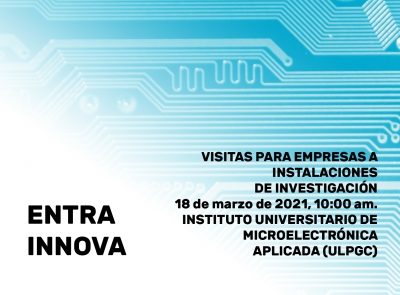 VISITAS PARA EMPRESAS A
INSTALACIONES
DE INVESTIGACIÓN
18 de marzo de 2021, 10:00 am.
INSTITUTO UNIVERSITARIO DE
MICROELECTRÓNICA
APLICADA (ULPGC)
ENTRA
INNOVA